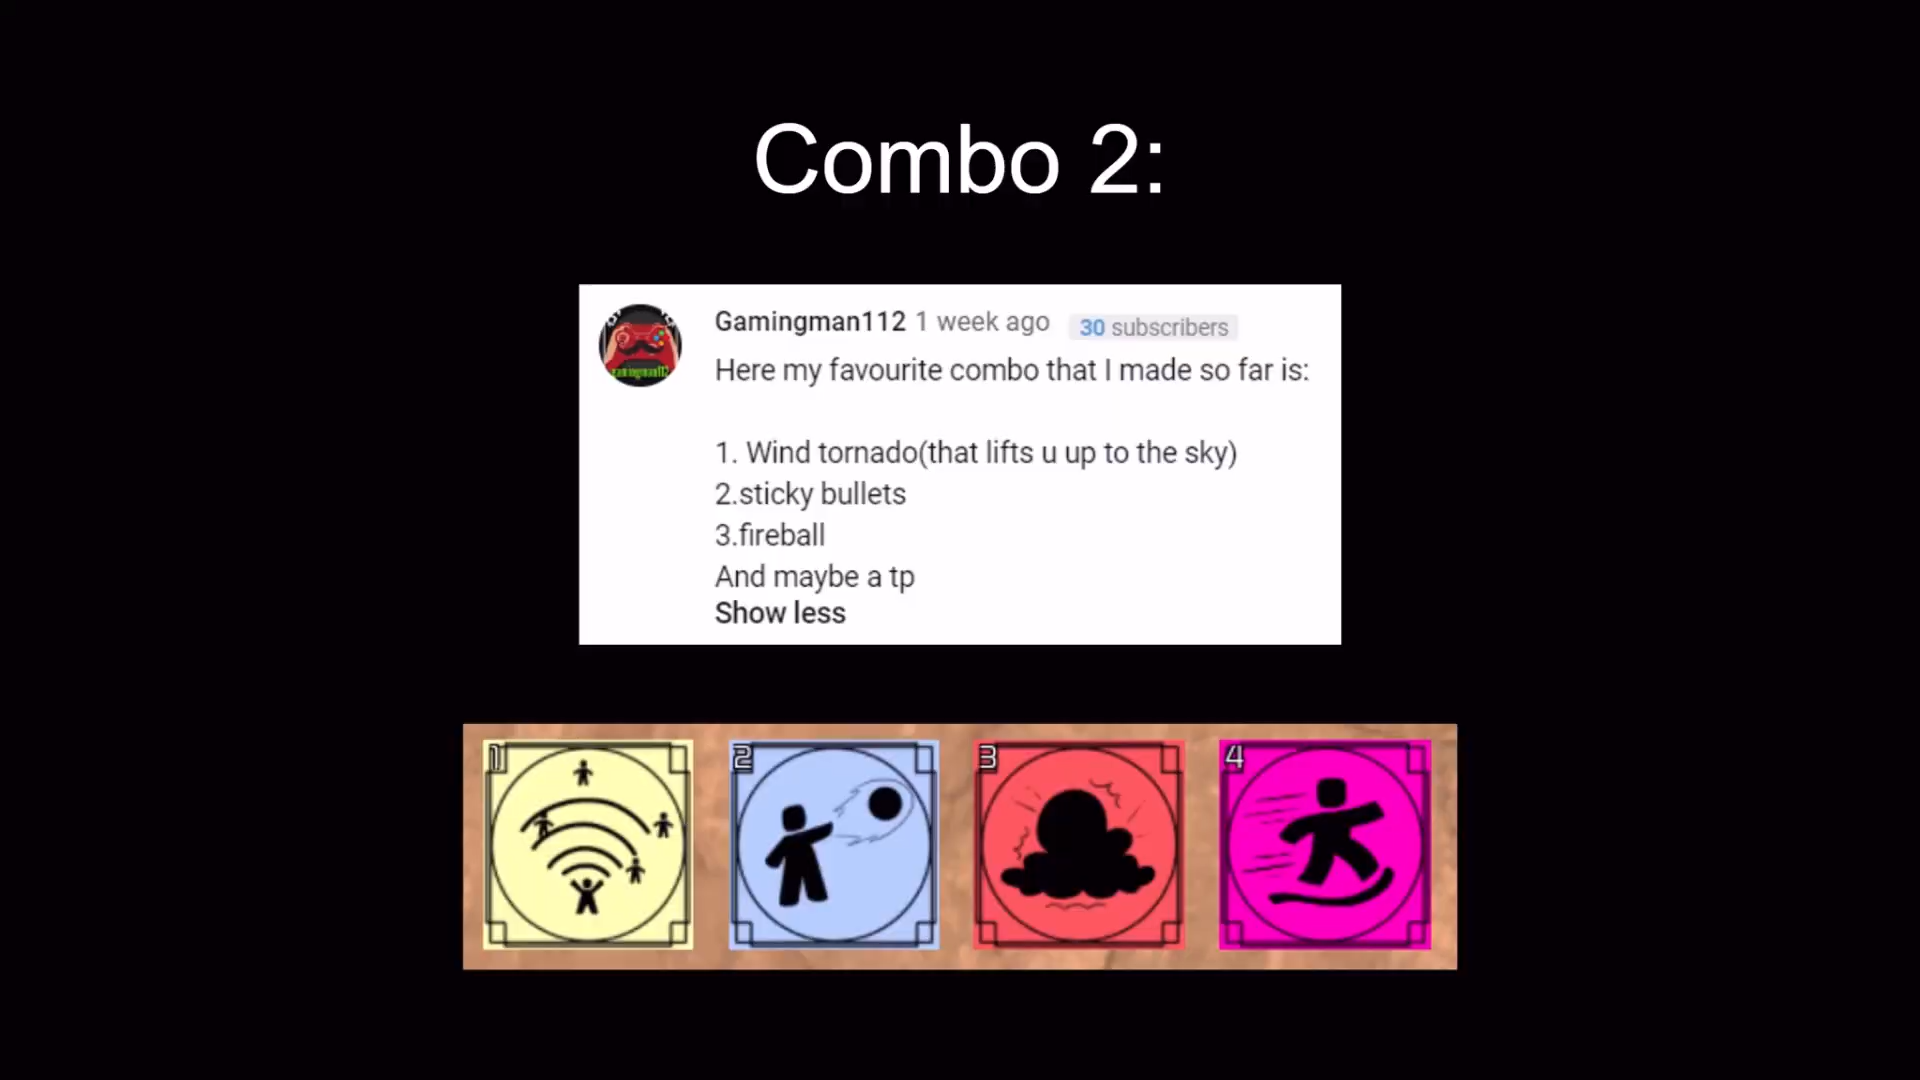 Combo 2:
Gamingman112 1 week ago 30 subscribers
Here my favourite combo that I made so far is:
1. Wind tornado(that lifts u up to the sky)
2.sticky bullets
3.fireball
And maybe a tp
Show less
1 2 3 4